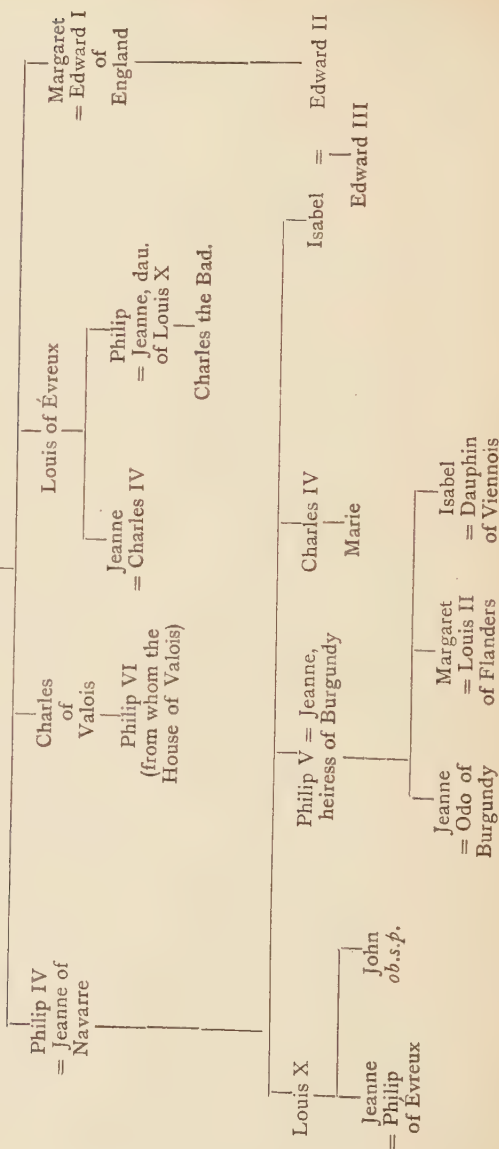 Philip IV
= Jeanne of
Navarre
Charles
of
Valois
Philip VI
(from whom the
House of Valois)
Louis of Évreux
Jeanne
= Charles IV
Philip
= Jeanne, dau.
of Louis X
Charles the Bad.
Margaret
= Edward I
of
England
Louis X
Jeanne
= Philip
of Evreux
John
ob.s.p.
Philip V = Jeanne,
heiress of Burgundy
Jeanne
= Odo of
Burgundy
Margaret
= Louis II
of Flanders
Isabel
= Dauphin
of Viennois
Charles IV
Marie
Isabel = Edward II
Edward III